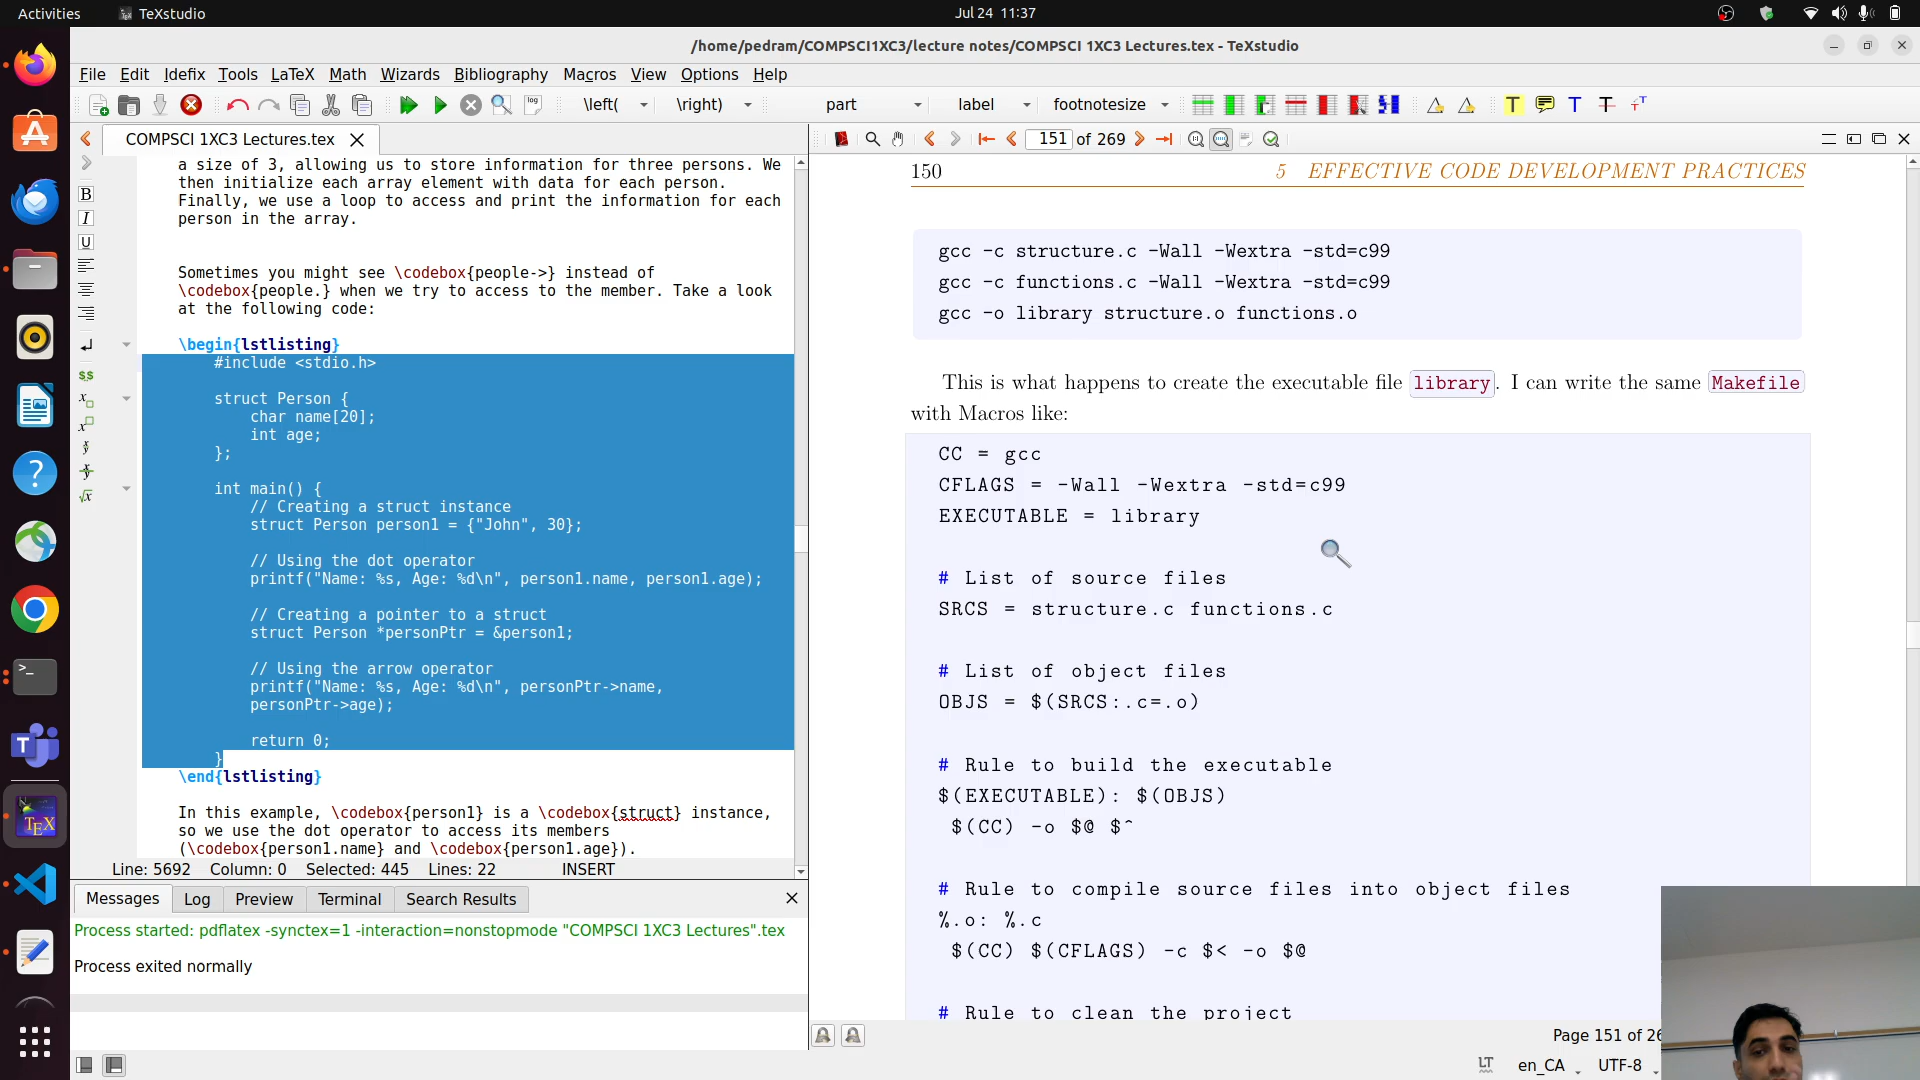 Activities
TeXstudio
Jul 24 11:37
/home/pedram/COMPSCI1XC3/lecture notes/COMPSCI 1XC3 Lectures.tex - TeXstudio
File Edit Idefix Tools LaTeX Math Wizards Bibliography Macros View Options Help
log
\left( \right) part label footnotesize
COMPSCI 1XC3 Lectures.tex
151 of 269
a size of 3, allowing us to store information for three persons. We
then initialize each array element with data for each person.
Finally, we use a loop to access and print the information for each
person in the array.
Sometimes you might see \codebox{people->} instead of
\codebox{people.} when we try to access to the member. Take a look
at the following code:
\begin{lstlisting}
#include <stdio.h>
struct Person {
char name[20];
int age;
};
int main() {
// Creating a struct instance
struct Person person1 = {"John", 30};
// Using the dot operator
printf("Name: %s, Age: %d\n", person1.name, person1.age);
// Creating a pointer to a struct
struct Person *personPtr = &person1;
// Using the arrow operator
printf("Name: %s, Age: %d\n", personPtr->name,
personPtr->age);
return 0;
}
\end{lstlisting}
In this example, \codebox{person1} is a \codebox{struct} instance,
so we use the dot operator to access its members
(\codebox{person1.name} and \codebox{person1.age}).
Line: 5692 Column: 0 Selected: 445 Lines: 22 INSERT
Messages Log Preview Terminal Search Results
Process started: pdflatex -synctex=1 -interaction=nonstopmode "COMPSCI 1XC3 Lectures".tex
Process exited normally
150 5 EFFECTIVE CODE DEVELOPMENT PRACTICES
gcc -c structure.c -Wall -Wextra -std=c99
gcc -c functions.c -Wall -Wextra -std=c99
gcc -o library structure.o functions.o
This is what happens to create the executable file library. I can write the same Makefile
with Macros like:
CC = gcc
CFLAGS = -Wall -Wextra -std=c99
EXECUTABLE = library
# List of source files
SRCS = structure.c functions.c
# List of object files
OBJS = $(SRCS:.c=.o)
# Rule to build the executable
$(EXECUTABLE): $(OBJS)
$(CC) -o $@ $^
# Rule to compile source files into object files
%.o: %.c
$(CC) $(CFLAGS) -c $< -o $@
# Rule to clean the project
Page 151 of 26
LT en_CA UTF-8